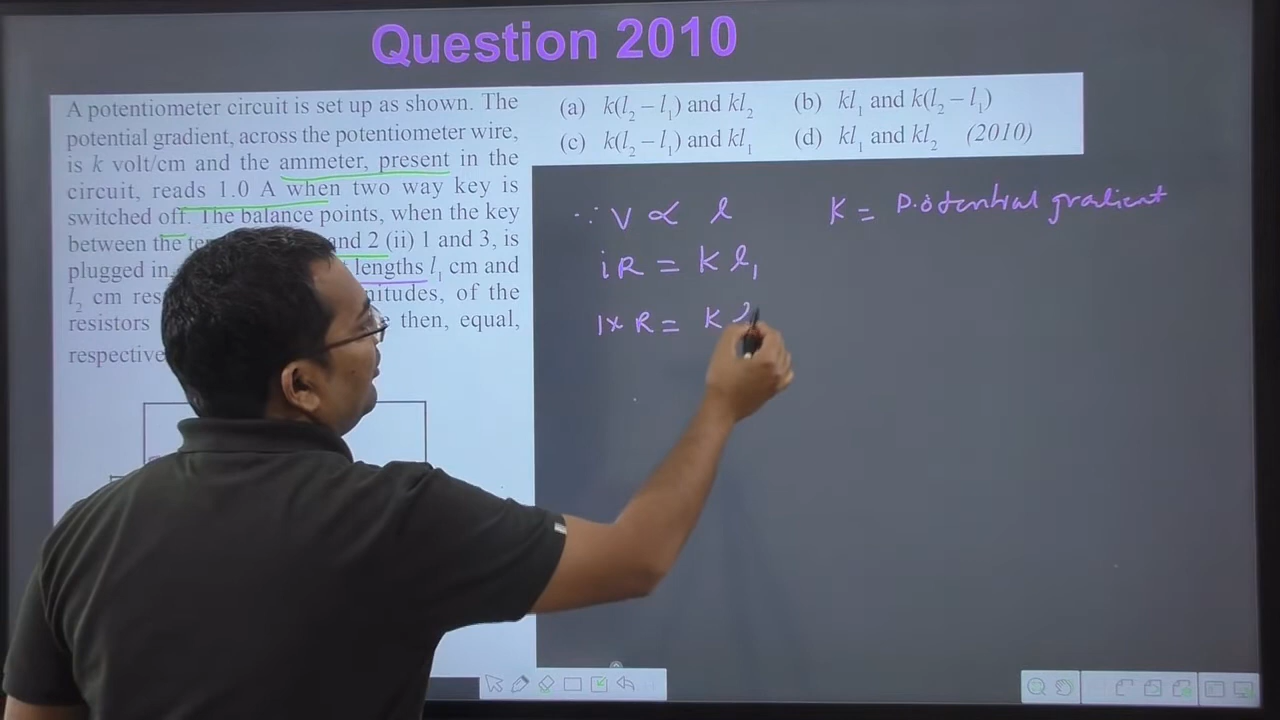 Question 2010
A potentiometer circuit is set up as shown. The
potential gradient, across the potentiometer wire,
is k volt/cm and the ammeter, present in the
circuit, reads 1.0 A when two way key is
switched off. The balance points, when the key
between the and 2 (ii) 1 and 3, is
plugged in lengths l₁ cm and
l₂ cm of the
resistors then, equal,
(a) k(l₂ – l₁) and kl₂ (b) kl₁ and k(l₂ – l₁)
(c) k(l₂ – l₁) and kl₁ (d) kl₁ and kl₂ (2010)
∵ V ∝ l K = Potential gradient
iR = K l₁
1× R = K